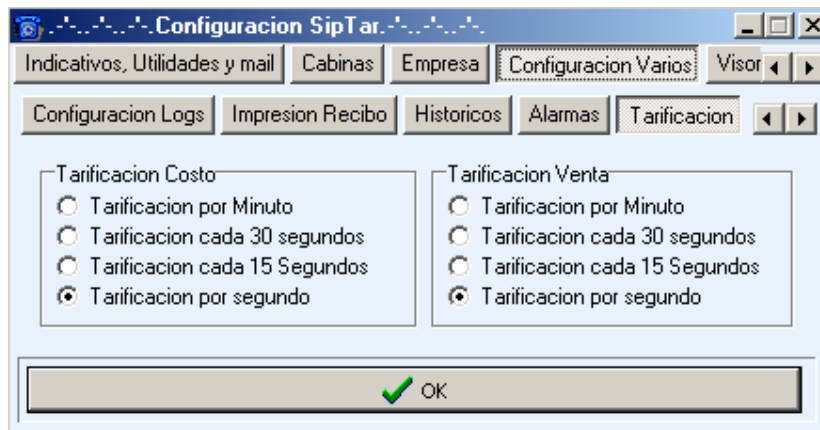 .-'-..-'-..-'-.Configuracion SipTar.-'-..-'-..-'-.
Indicativos, Utilidades y mail Cabinas Empresa Configuracion Varios Visor
Configuracion Logs Impresion Recibo Historicos Alarmas Tarificacion
Tarificacion Costo Tarificacion Venta
Tarificacion por Minuto Tarificacion por Minuto
Tarificacion cada 30 segundos Tarificacion cada 30 segundos
Tarificacion cada 15 Segundos Tarificacion cada 15 Segundos
Tarificacion por segundo Tarificacion por segundo
OK